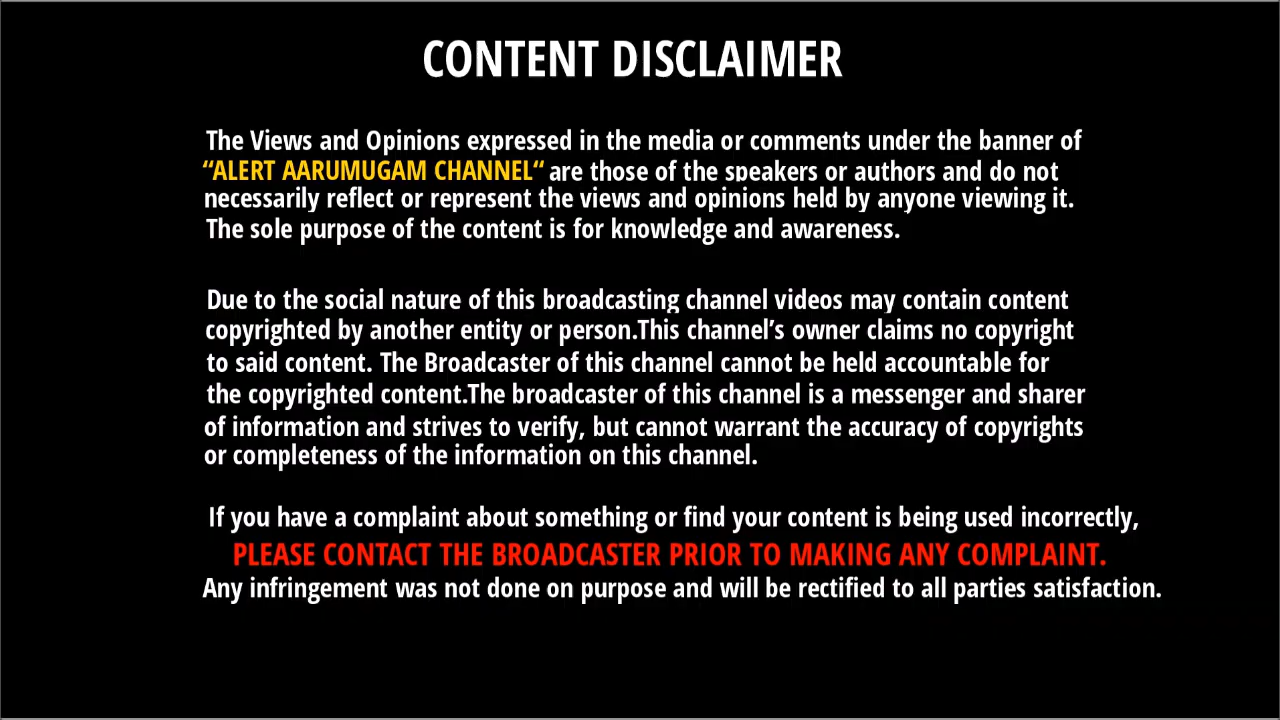 CONTENT DISCLAIMER
The Views and Opinions expressed in the media or comments under the banner of
“ALERT AARUMUGAM CHANNEL“ are those of the speakers or authors and do not
necessarily reflect or represent the views and opinions held by anyone viewing it.
The sole purpose of the content is for knowledge and awareness.
Due to the social nature of this broadcasting channel videos may contain content
copyrighted by another entity or person.This channel’s owner claims no copyright
to said content. The Broadcaster of this channel cannot be held accountable for
the copyrighted content.The broadcaster of this channel is a messenger and sharer
of information and strives to verify, but cannot warrant the accuracy of copyrights
or completeness of the information on this channel.
If you have a complaint about something or find your content is being used incorrectly,
PLEASE CONTACT THE BROADCASTER PRIOR TO MAKING ANY COMPLAINT.
Any infringement was not done on purpose and will be rectified to all parties satisfaction.